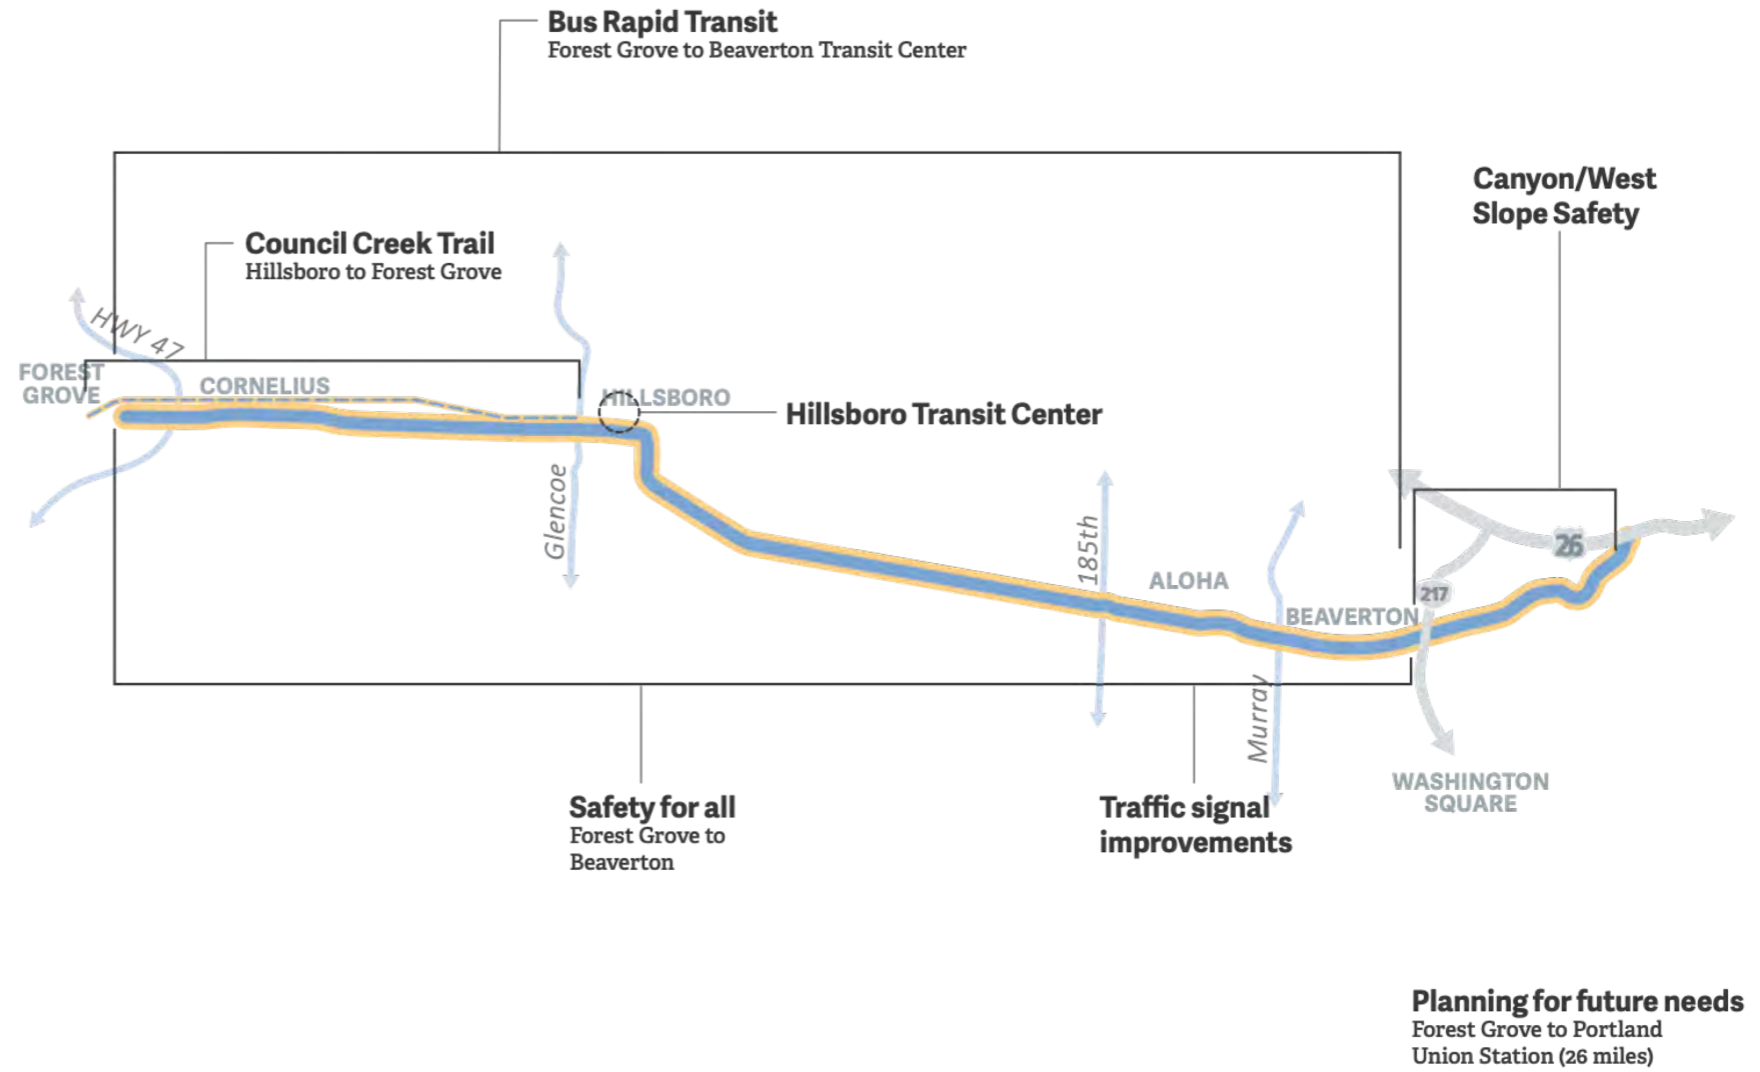 Bus Rapid Transit
Forest Grove to Beaverton Transit Center
Canyon/West
Slope Safety
Council Creek Trail
Hillsboro to Forest Grove
HWY 47
FOREST
GROVE
CORNELIUS
HILLSBORO
Hillsboro Transit Center
Glencoe
185th
ALOHA
26
217
BEAVERTON
Murray
WASHINGTON
SQUARE
Safety for all
Forest Grove to
Beaverton
Traffic signal
improvements
Planning for future needs
Forest Grove to Portland
Union Station (26 miles)